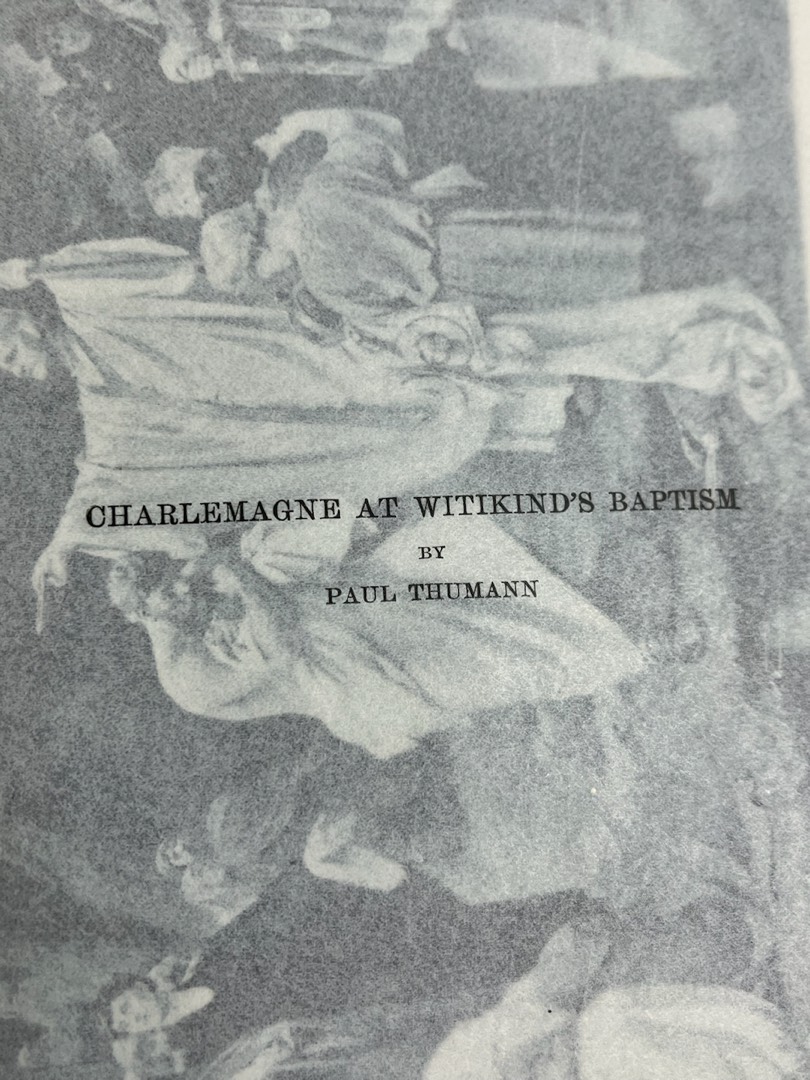 CHARLEMAGNE AT WITIKIND'S BAPTISM
BY
PAUL THUMANN